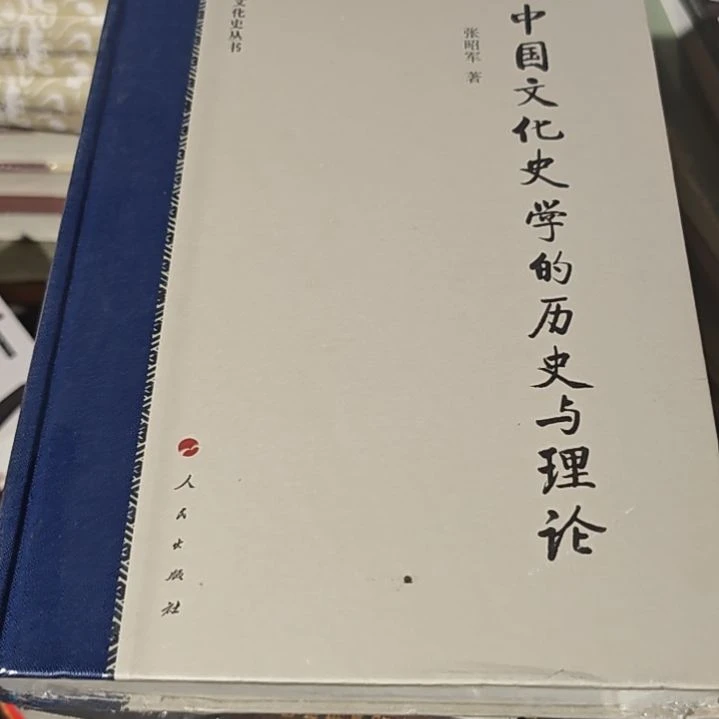 中国文化史学的历史与理论
张昭军 著
文化史丛书
人民出版社